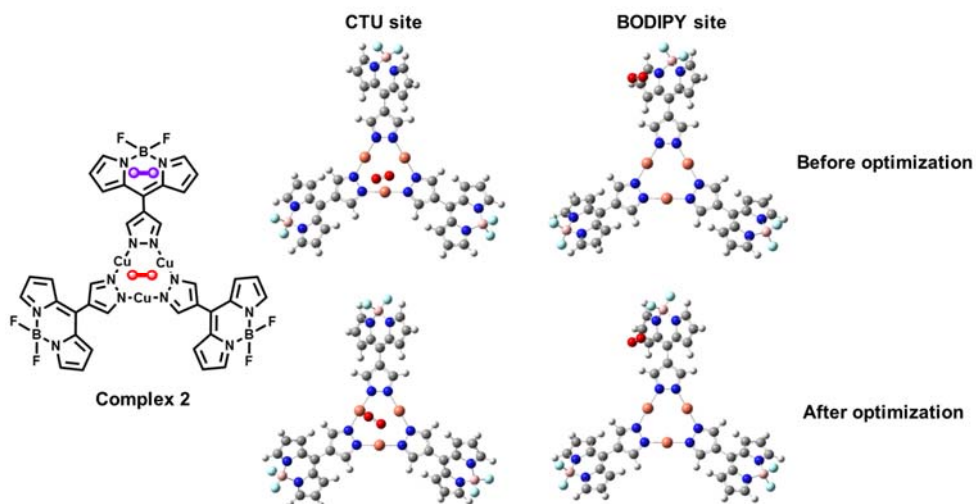 CTU site
BODIPY site
Before optimization
F F
B
N N
N N
Cu Cu
N N
N Cu N
N N
F B
N N
B F
F
F
Complex 2
After optimization